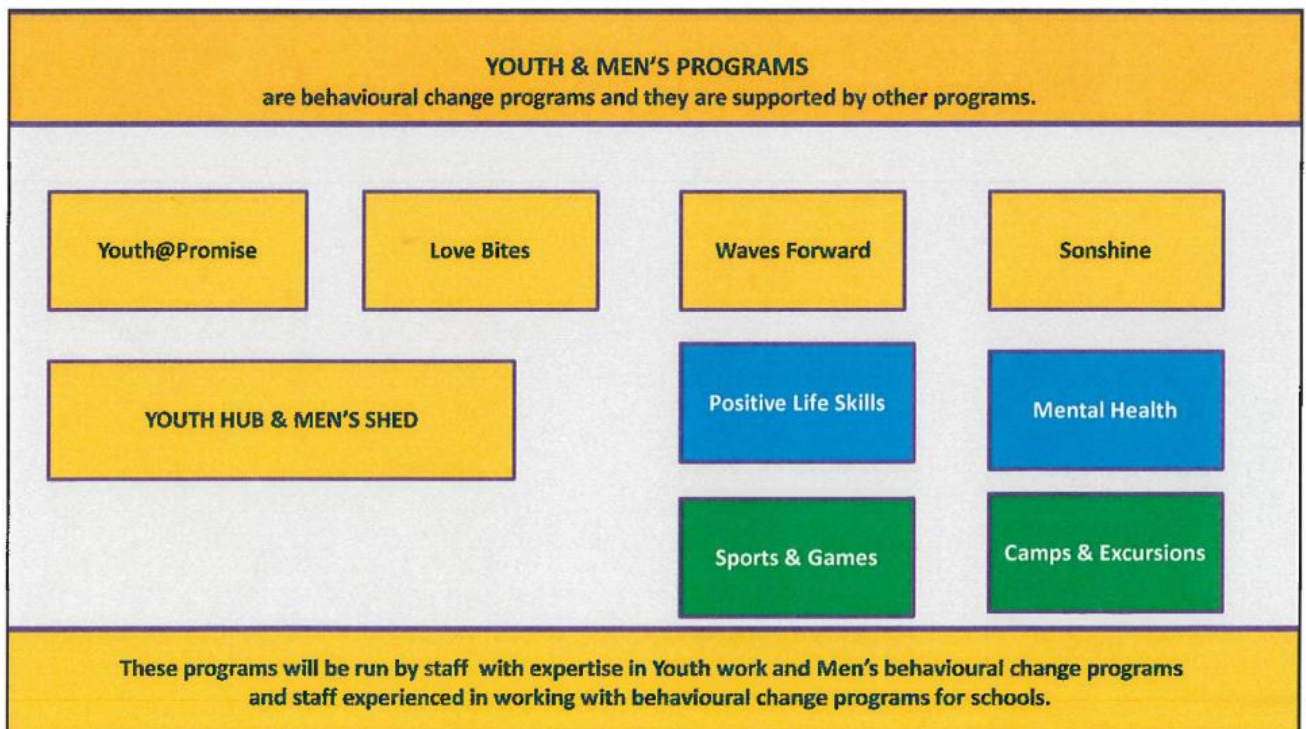 YOUTH & MEN'S PROGRAMS
are behavioural change programs and they are supported by other programs.
Youth@Promise
Love Bites
Waves Forward
Sonshine
YOUTH HUB & MEN'S SHED
Positive Life Skills
Mental Health
Sports & Games
Camps & Excursions
These programs will be run by staff with expertise in Youth work and Men's behavioural change programs
and staff experienced in working with behavioural change programs for schools.